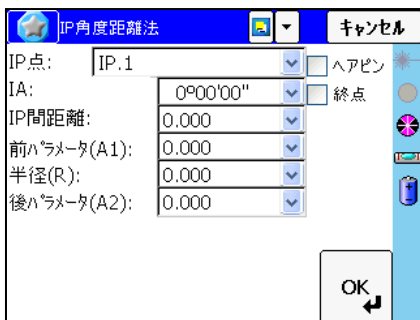 IP角度距離法 キャンセル
IP点: IP.1 ヘアピン
IA: 0º00'00" 終点
IP間距離: 0.000
前パラメータ(A1): 0.000
半径(R): 0.000
後パラメータ(A2): 0.000
OK